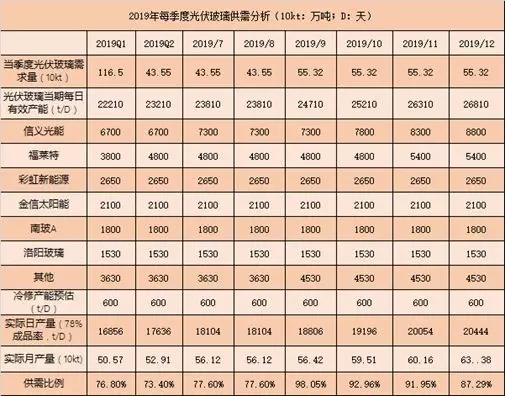 2019年每季度光伏玻璃供需分析（10kt：万吨；D：天）
2019Q1 2019Q2 2019/7 2019/8 2019/9 2019/10 2019/11 2019/12
当季度光伏玻璃需
求量（10kt） 116.5 43.55 43.55 43.55 55.32 55.32 55.32 55.32
光伏玻璃当期每日
有效产能（t/D） 22210 23210 23810 23810 24710 25210 26310 26810
信义光能 6700 6700 7300 7300 7300 7800 8300 8800
福莱特 3800 4800 4800 4800 4800 4800 5400 5400
彩虹新能源 2650 2650 2650 2650 2650 2650 2650 2650
金信太阳能 2100 2100 2100 2100 2100 2100 2100 2100
南玻A 1800 1800 1800 1800 1800 1800 1800 1800
洛阳玻璃 1530 1530 1530 1530 1530 1530 1530 1530
其他 3630 3630 3630 3630 4530 4530 4530 4530
冷修产能预估
（t/D） 600 600 600 600 600 600 600 600
实际日产量（78%
成品率，t/D） 16856 17636 18104 18104 18806 19196 20054 20444
实际月产量（10kt） 50.57 52.91 56.12 56.12 56.42 59.51 60.16 63..38
供需比例 76.80% 73.40% 77.60% 77.60% 98.05% 92.96% 91.95% 87.29%